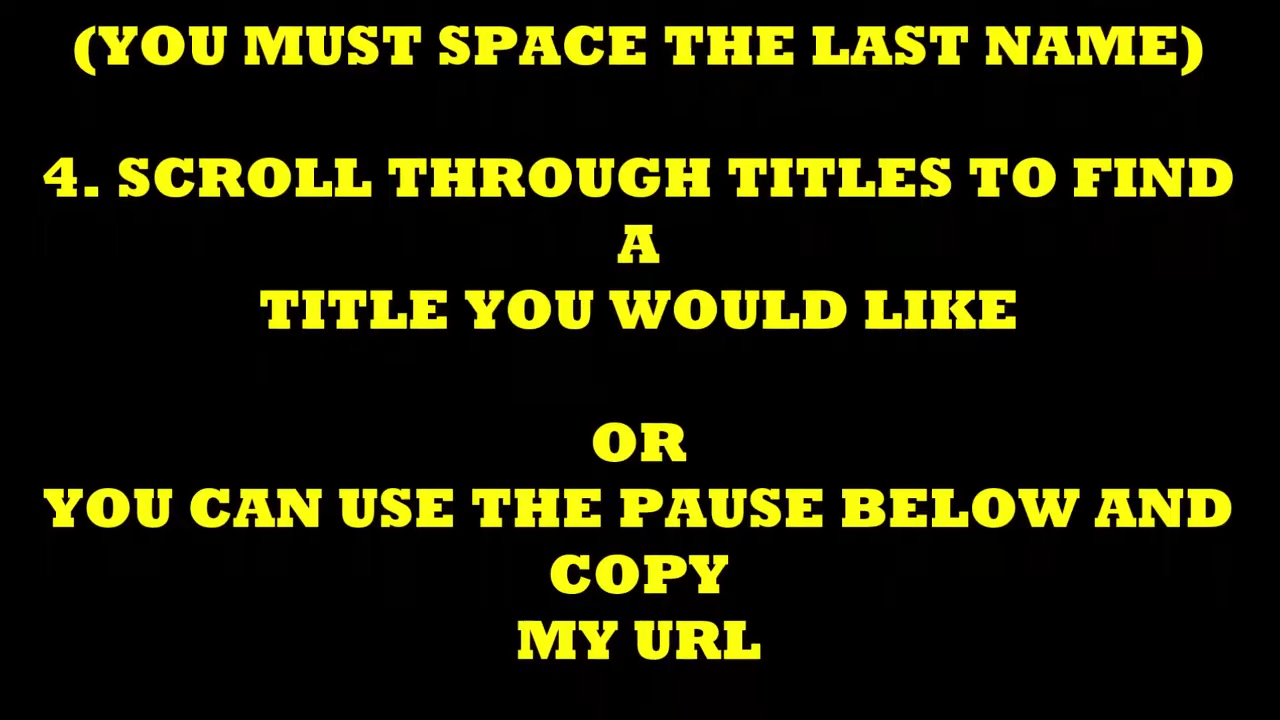 (YOU MUST SPACE THE LAST NAME)
4. SCROLL THROUGH TITLES TO FIND
A
TITLE YOU WOULD LIKE
OR
YOU CAN USE THE PAUSE BELOW AND
COPY
MY URL